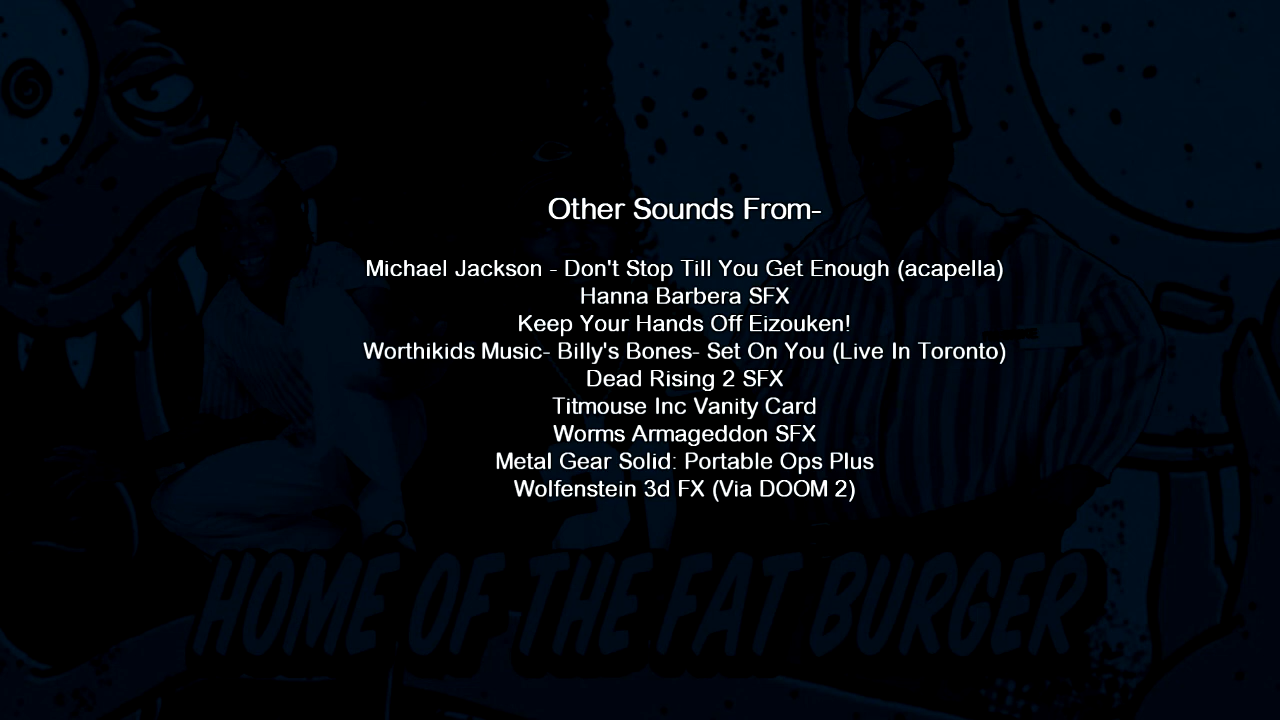 Other Sounds From-
Michael Jackson - Don't Stop Till You Get Enough (acapella)
Hanna Barbera SFX
Keep Your Hands Off Eizouken!
Worthikids Music- Billy's Bones- Set On You (Live In Toronto)
Dead Rising 2 SFX
Titmouse Inc Vanity Card
Worms Armageddon SFX
Metal Gear Solid: Portable Ops Plus
Wolfenstein 3d FX (Via DOOM 2)
HOME OF THE FAT BURGER